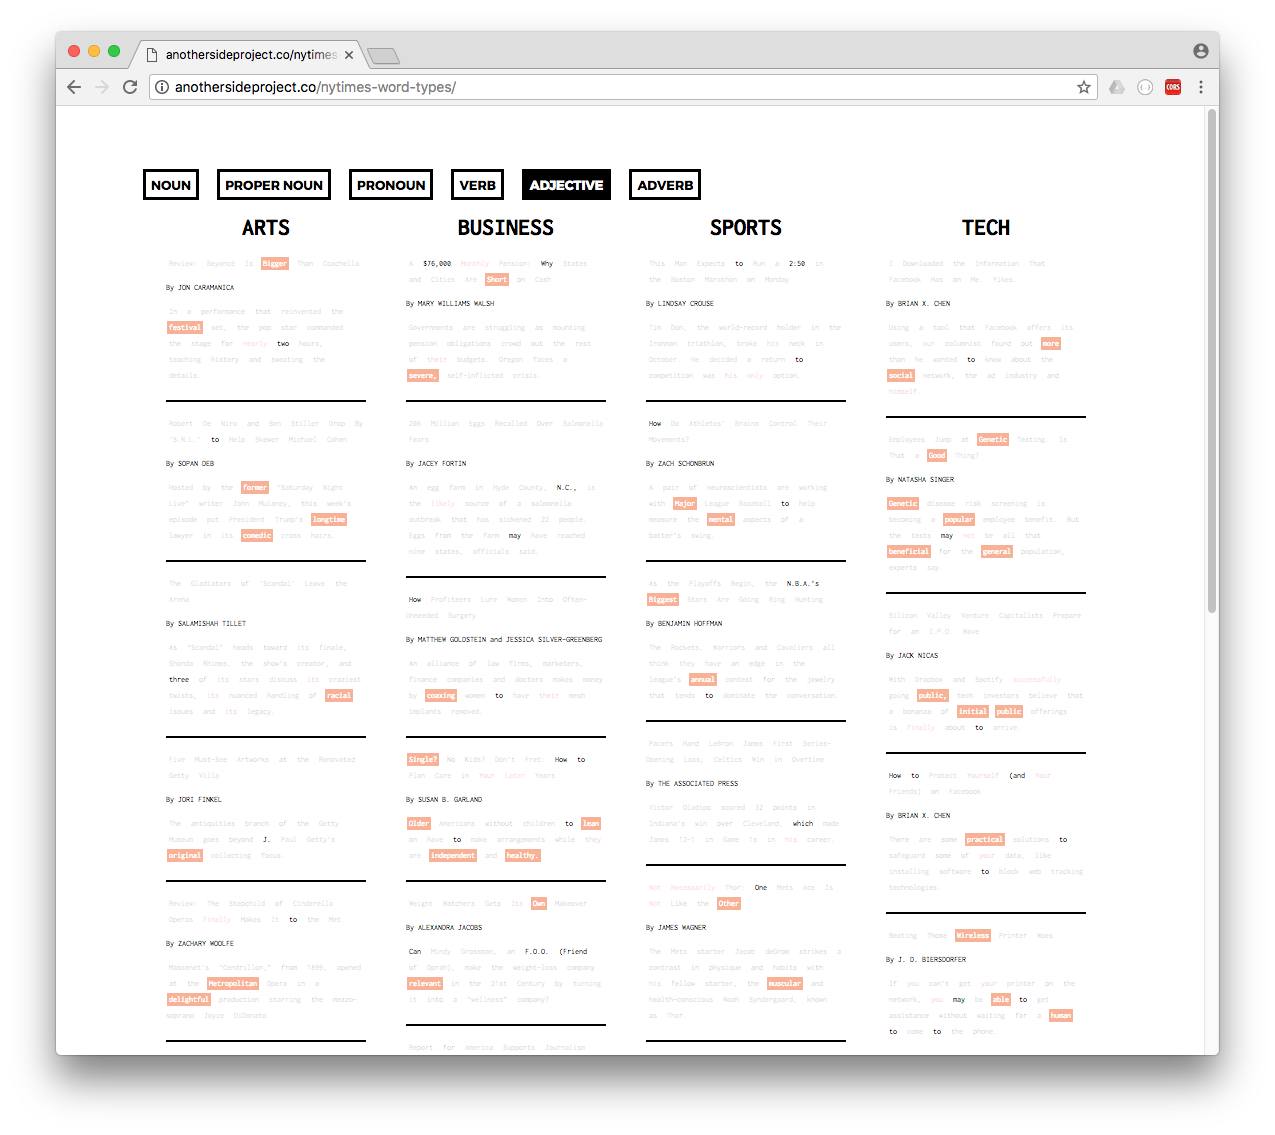 anothersideproject.co/nytimes
anothersideproject.co/nytimes-word-types/
CORS
NOUN
PROPER NOUN
PRONOUN
VERB
ADJECTIVE
ADVERB
ARTS
Review: Beyoncé Is Bigger Than Coachella
By JON CARAMANICA
In a performance that reinvented the
festival set, the pop star commanded
the stage for nearly two hours,
teaching history and sweating the
details.
Robert De Niro and Ben Stiller Drop By
'S.N.L.' to Help Skewer Michael Cohen
By SOPAN DEB
Hosted by the former "Saturday Night
Live" writer John Mulaney, this week's
episode put President Trump's longtime
lawyer in its comedic cross hairs.
The Gladiators of 'Scandal' Leave the
Arena
By SALAMISHAH TILLET
As "Scandal" heads toward its finale,
Shonda Rhimes, the show's creator, and
three of its stars discuss its craziest
twists, its nuanced handling of racial
issues and its legacy.
Five Must-See Artworks at the Renovated
Getty Villa
By JORI FINKEL
The antiquities branch of the Getty
Museum goes beyond J. Paul Getty's
original collecting focus.
Review: The Stepchild of Cinderella
Operas Finally Makes It to the Met
By ZACHARY WOOLFE
Massenet's "Cendrillon," from 1899, opened
at the Metropolitan Opera in a
delightful production starring the mezzo-
soprano Joyce DiDonato.
BUSINESS
A $76,000 Monthly Pension: Why States
and Cities Are Short on Cash
By MARY WILLIAMS WALSH
Governments are struggling as mounting
pension obligations crowd out the rest
of their budgets. Oregon faces a
severe, self-inflicted crisis.
206 Million Eggs Recalled Over Salmonella
Fears
By JACEY FORTIN
An egg farm in Hyde County, N.C., is
the likely source of a salmonella
outbreak that has sickened 22 people.
Eggs from the farm may have reached
nine states, officials said.
How Profiteers Lure Women Into Often-
Unneeded Surgery
By MATTHEW GOLDSTEIN and JESSICA SILVER-GREENBERG
An alliance of law firms, marketers,
finance companies and doctors makes money
by coaxing women to have their mesh
implants removed.
Single? No Kids? Don't Fret: How to
Plan Care in Your Later Years
By SUSAN B. GARLAND
Older Americans without children to lean
on have to make arrangements while they
are independent and healthy.
Weight Watchers Gets Its Own Makeover
By ALEXANDRA JACOBS
Can Mindy Grossman, an F.O.O. (Friend
of Oprah), make the weight-loss company
relevant in the 21st Century by turning
it into a "wellness" company?
Report for America Supports Journalism
SPORTS
This Man Expects to Run a 2:50 in
the Boston Marathon on Monday
By LINDSAY CROUSE
Tim Don, the world-record holder in the
Ironman triathlon, broke his neck in
October. He decided a return to
competition was his only option.
How Do Athletes' Brains Control Their
Movements?
By ZACH SCHONBRUN
A pair of neuroscientists are working
with Major League Baseball to help
measure the mental aspects of a
batter's swing.
As the Playoffs Begin, the N.B.A.'s
Biggest Stars Are Going Ring Hunting
By BENJAMIN HOFFMAN
The Rockets, Warriors and Cavaliers all
think they have an edge in the
league's annual contest for the jewelry
that tends to dominate the conversation.
Pacers Hand LeBron James First Series-
Opening Loss; Celtics Win in Overtime
By THE ASSOCIATED PRESS
Victor Oladipo scored 32 points in
Indiana's win over Cleveland, which made
James 12-1 in Game 1s in his career.
Not Necessarily Thor: One Mets Ace Is
Not Like the Other
By JAMES WAGNER
The Mets starter Jacob deGrom strikes a
contrast in physique and habits with
his fellow starter, the muscular and
health-conscious Noah Syndergaard, known
as Thor.
TECH
I Downloaded the Information That
Facebook Has on Me. Yikes.
By BRIAN X. CHEN
Using a tool that Facebook offers its
users, our columnist found out more
than he wanted to know about the
social network, the ad industry and
himself.
Employees Jump at Genetic Testing. Is
That a Good Thing?
By NATASHA SINGER
Genetic disease risk screening is
becoming a popular employee benefit. But
the tests may not be all that
beneficial for the general population,
experts say.
Silicon Valley Venture Capitalists Prepare
for an I.P.O. Wave
By JACK NICAS
With Dropbox and Spotify successfully
going public, tech investors believe that
a bonanza of initial public offerings
is finally about to arrive.
How to Protect Yourself (and Your
Friends) on Facebook
By BRIAN X. CHEN
There are some practical solutions to
safeguard some of your data, like
installing software to block web tracking
technologies.
Beating Those Wireless Printer Woes
By J. D. BIERSDORFER
If you can't get your printer on the
network, you may be able to get
assistance without waiting for a human
to come to the phone.